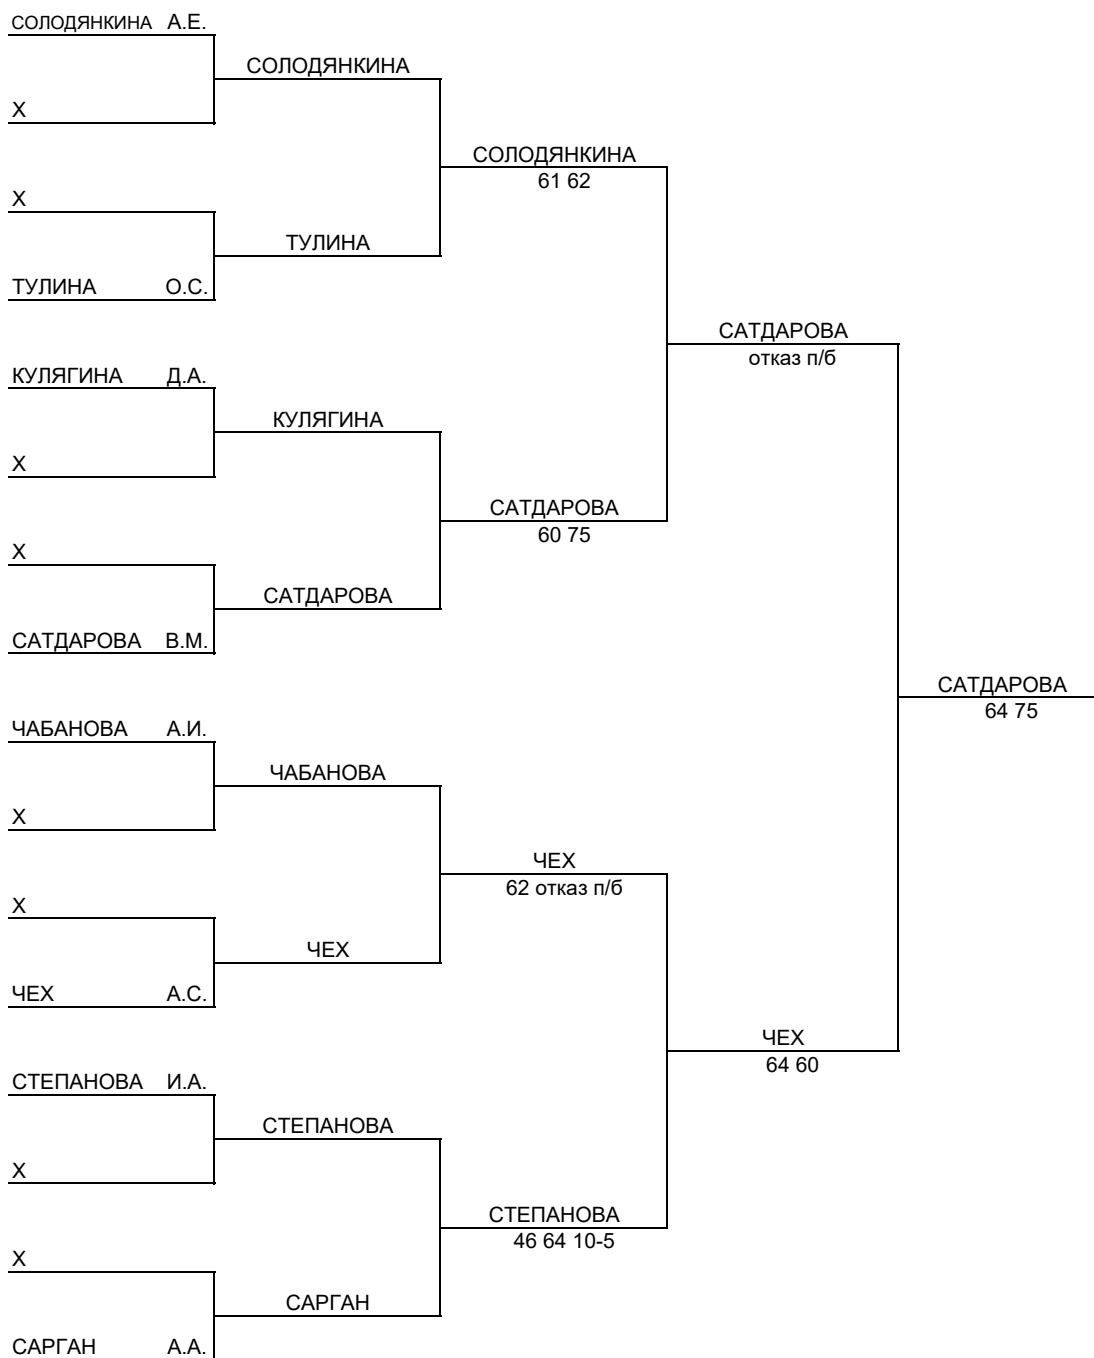 СОЛОДЯНКИНА А.Е.
СОЛОДЯНКИНА
Х
СОЛОДЯНКИНА
61 62
Х
ТУЛИНА
ТУЛИНА О.С.
САТДАРОВА
отказ п/б
КУЛЯГИНА Д.А.
КУЛЯГИНА
Х
САТДАРОВА
60 75
Х
САТДАРОВА
САТДАРОВА В.М.
САТДАРОВА
64 75
ЧАБАНОВА А.И.
ЧАБАНОВА
Х
ЧЕХ
62 отказ п/б
Х
ЧЕХ
ЧЕХ А.С.
ЧЕХ
64 60
СТЕПАНОВА И.А.
СТЕПАНОВА
Х
СТЕПАНОВА
46 64 10-5
Х
САРГАН
САРГАН А.А.